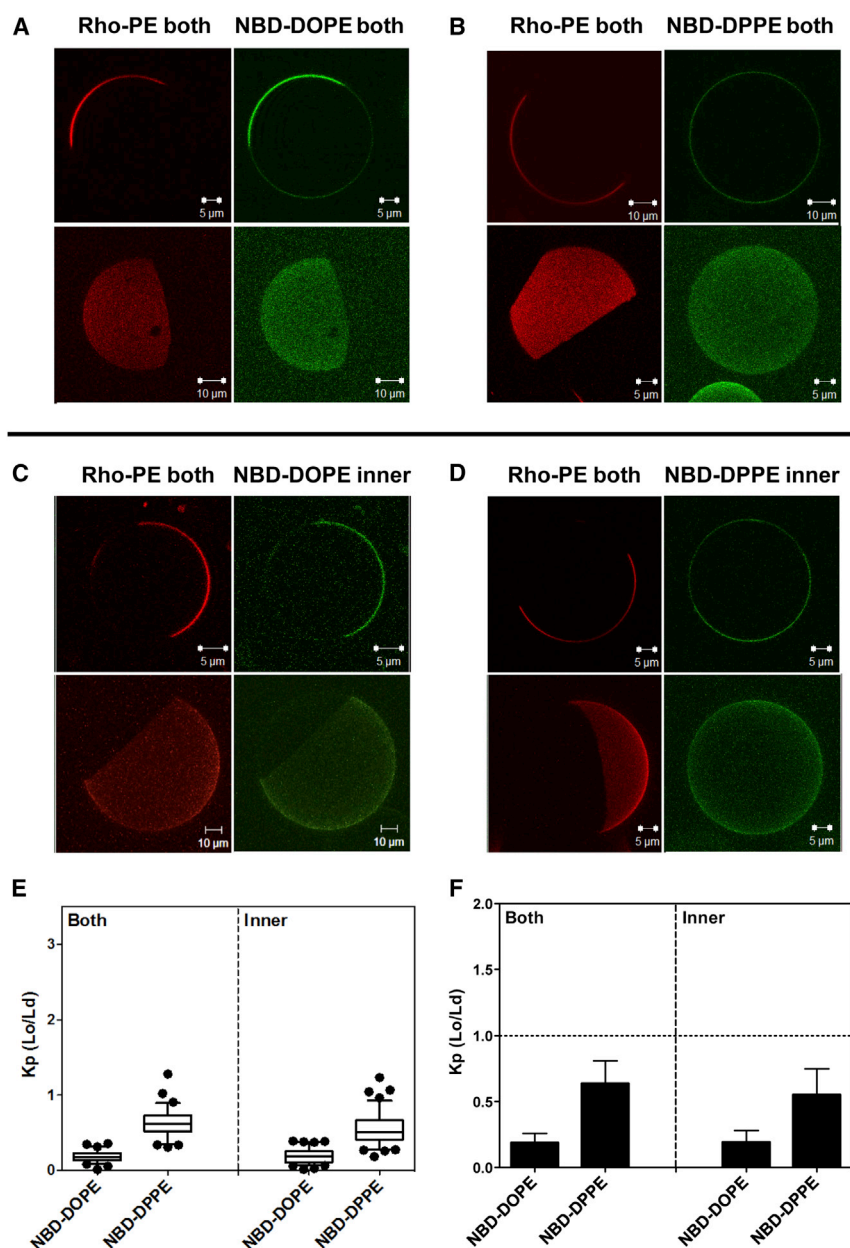 A
Rho-PE both NBD-DOPE both
5 µm
5 µm
10 µm
10 µm
B
Rho-PE both NBD-DPPE both
10 µm
10 µm
5 µm
5 µm
C
Rho-PE both NBD-DOPE inner
5 µm
5 µm
10 µm
10 µm
D
Rho-PE both NBD-DPPE inner
5 µm
5 µm
5 µm
5 µm
E
Both Inner
Kp (Lo/Ld)
3
2
1
0
NBD-DOPE
NBD-DPPE
NBD-DOPE
NBD-DPPE
F
Both Inner
Kp (Lo/Ld)
2.0
1.5
1.0
0.5
0.0
NBD-DOPE
NBD-DPPE
NBD-DOPE
NBD-DPPE